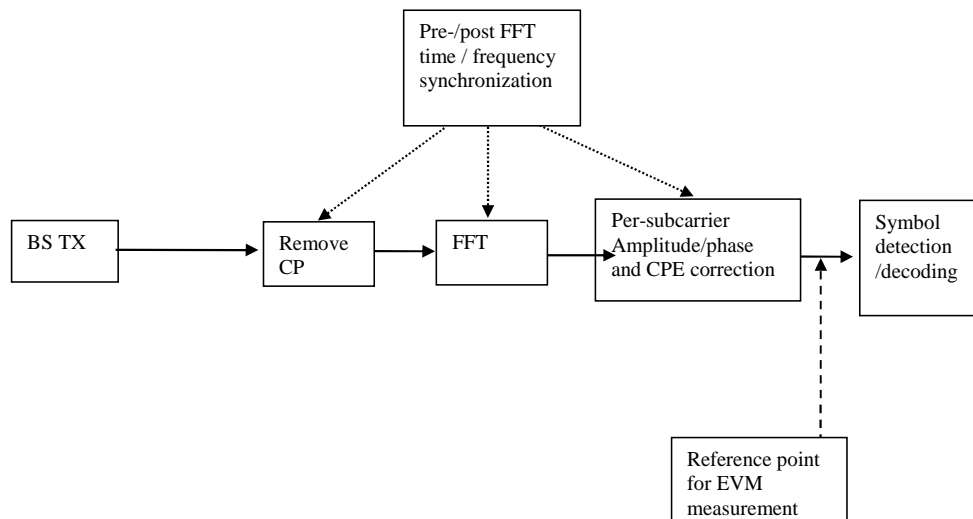 Pre-/post FFT
time / frequency
synchronization
BS TX
Remove
CP
FFT
Per-subcarrier
Amplitude/phase
and CPE correction
Symbol
detection
/decoding
Reference point
for EVM
measurement